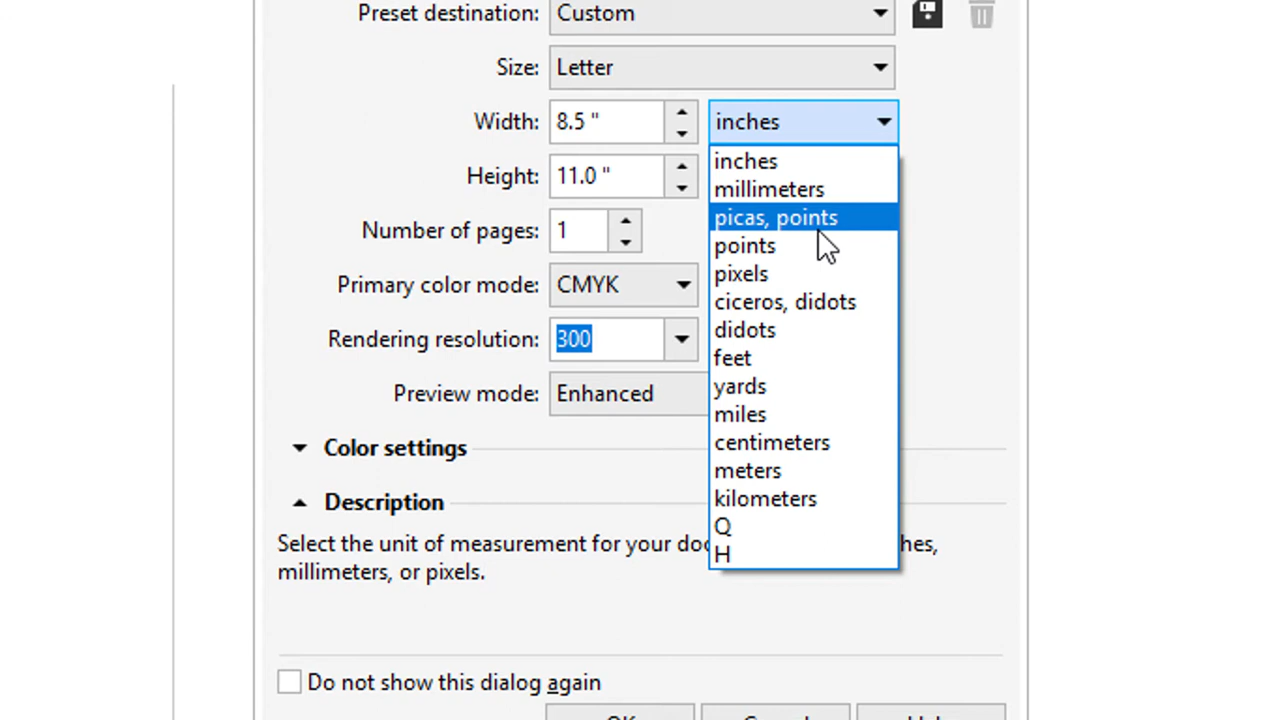 Preset destination: Custom
Size: Letter
Width: 8.5 " inches
Height: 11.0 "
Number of pages: 1
Primary color mode: CMYK
Rendering resolution: 300
Preview mode: Enhanced
inches
millimeters
picas, points
points
pixels
ciceros, didots
didots
feet
yards
miles
centimeters
meters
kilometers
Q
H
Color settings
Description
Select the unit of measurement for your hes,
millimeters, or pixels.
Do not show this dialog again